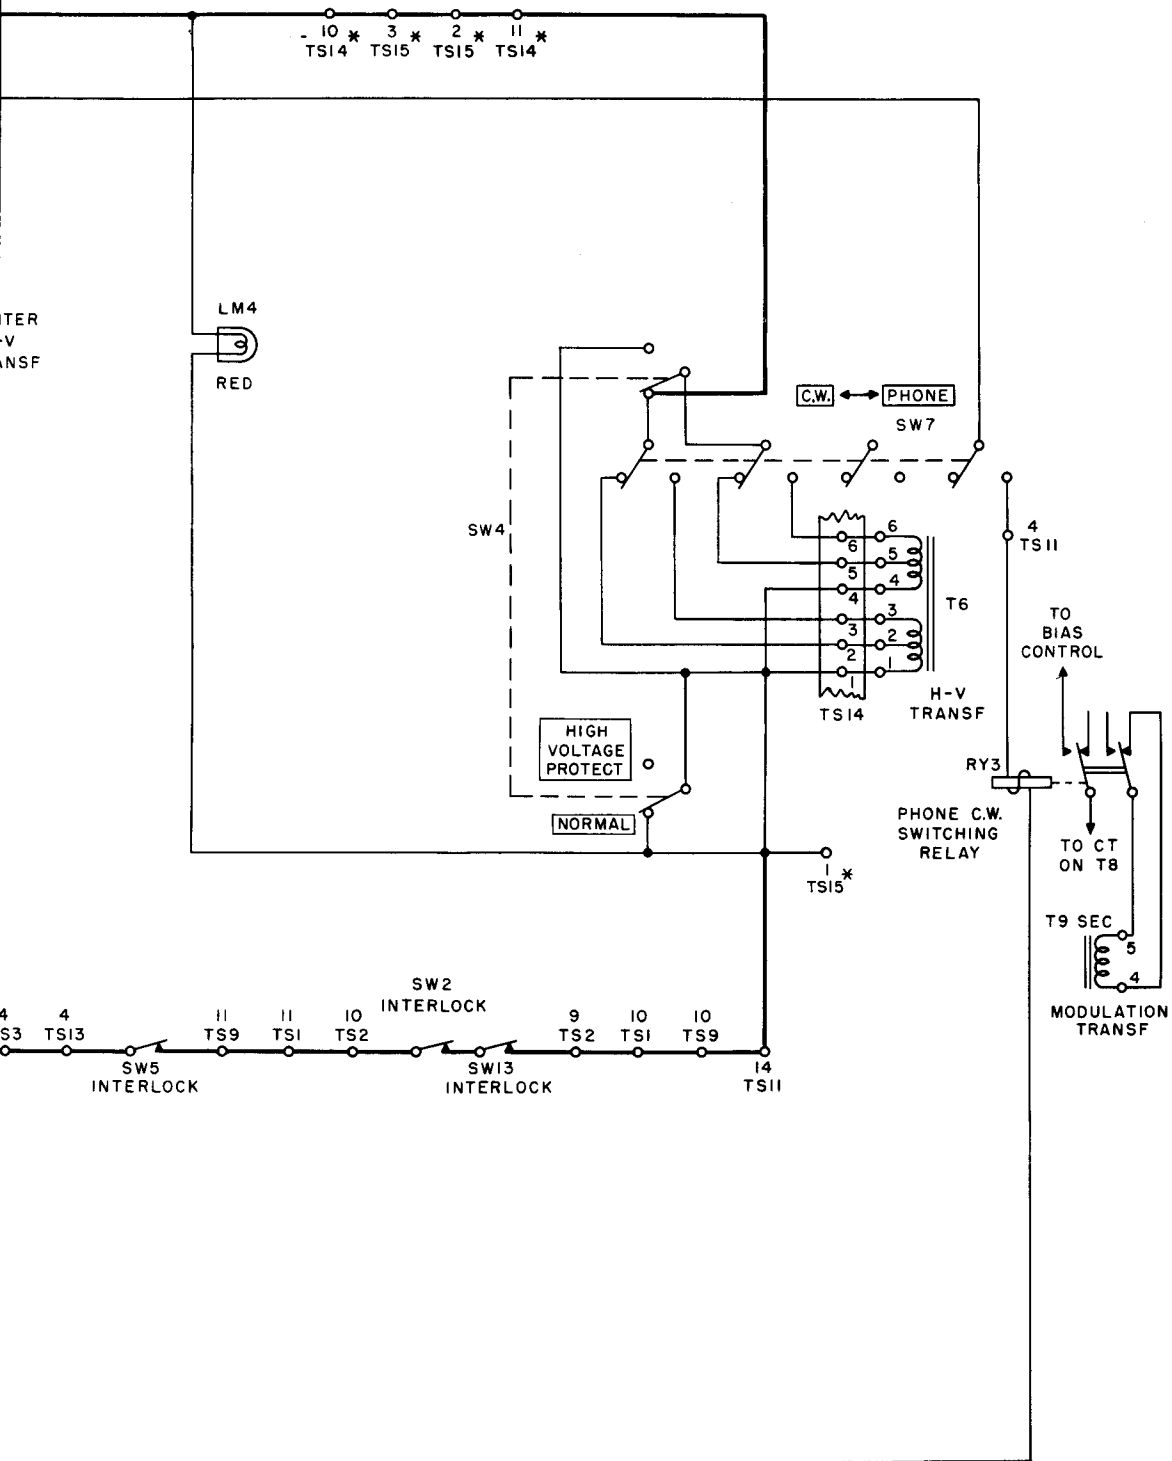 - 10 * 3 * 2 * 11 *
TS14 TS15 TS15 TS14
LM4
RED
ITER
-V
ANSF
C.W. PHONE
SW7
SW4
6 6
5 5
4 4
3 3
2 2
1 1
TS14
T6
H-V
TRANSF
4
TS11
TO
BIAS
CONTROL
HIGH
VOLTAGE
PROTECT
NORMAL
RY3
PHONE C.W.
SWITCHING
RELAY
TO CT
ON T8
1
TS15 *
T9 SEC
5
4
MODULATION
TRANSF
SW2
INTERLOCK
4 4 11 11 10 9 10 10
S3 TS13 TS9 TS1 TS2 TS2 TS1 TS9
SW5
INTERLOCK
SW13
INTERLOCK
14
TS11